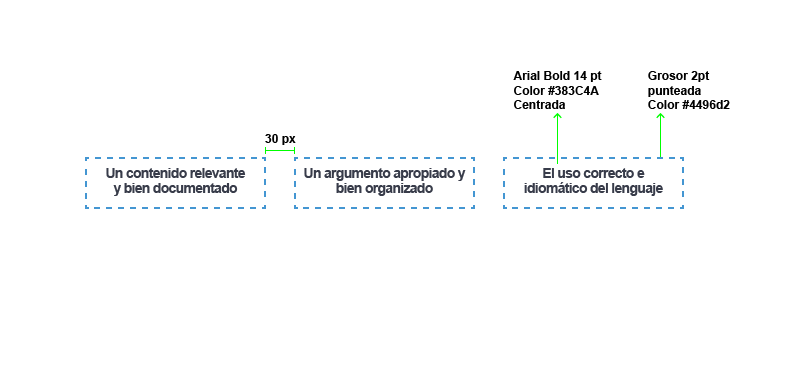 Arial Bold 14 pt
Color #383C4A
Centrada
Grosor 2pt
punteada
Color #4496d2
30 px
Un contenido relevante
y bien documentado
Un argumento apropiado y
bien organizado
El uso correcto e
idiomático del lenguaje